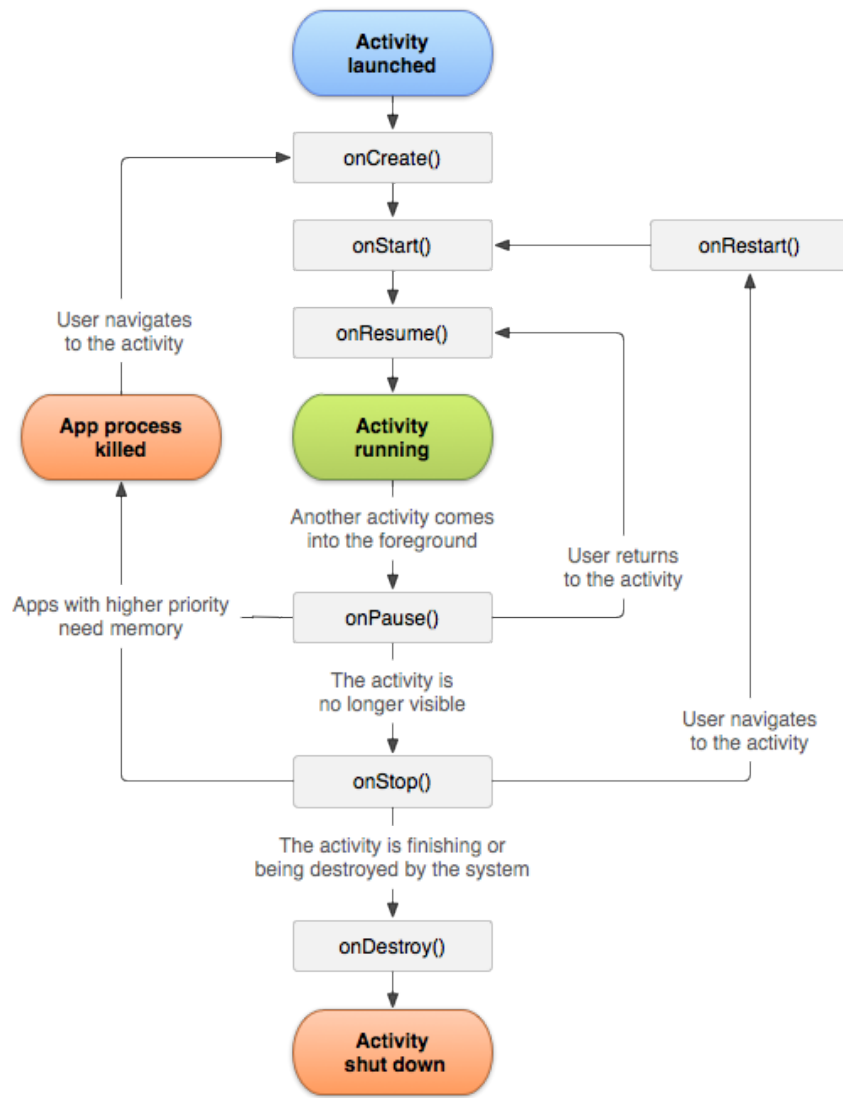 Activity
launched
onCreate()
onStart()
onRestart()
User navigates
to the activity
onResume()
App process
killed
Activity
running
Another activity comes
into the foreground
User returns
to the activity
Apps with higher priority
need memory
onPause()
The activity is
no longer visible
User navigates
to the activity
onStop()
The activity is finishing or
being destroyed by the system
onDestroy()
Activity
shut down